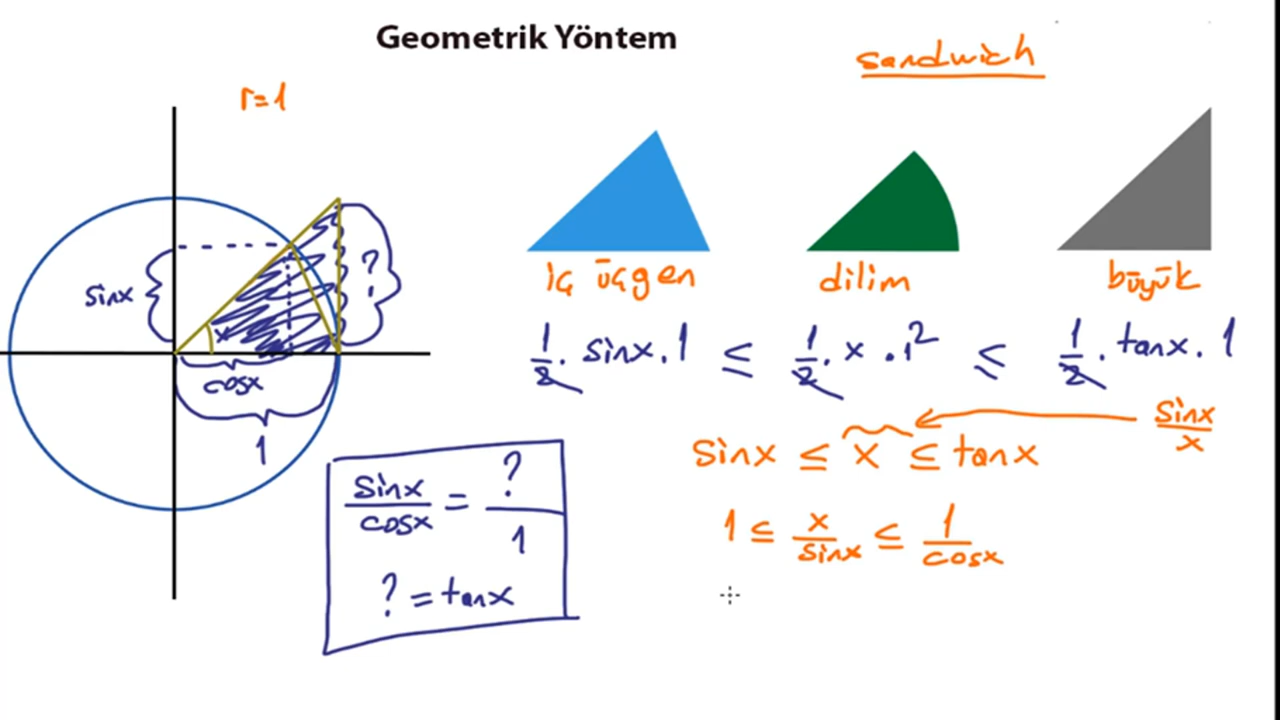 Geometrik Yöntem
sandwich
r=1
sinx
?
cosx
1
iç üçgen dilim büyük
1/2 . sinx . 1 ≤ 1/2 . x . 1² ≤ 1/2 . tanx . 1
sinx/x
sinx ≤ x ≤ tanx
1 ≤ x/sinx ≤ 1/cosx
sinx/cosx = ?/1
? = tanx